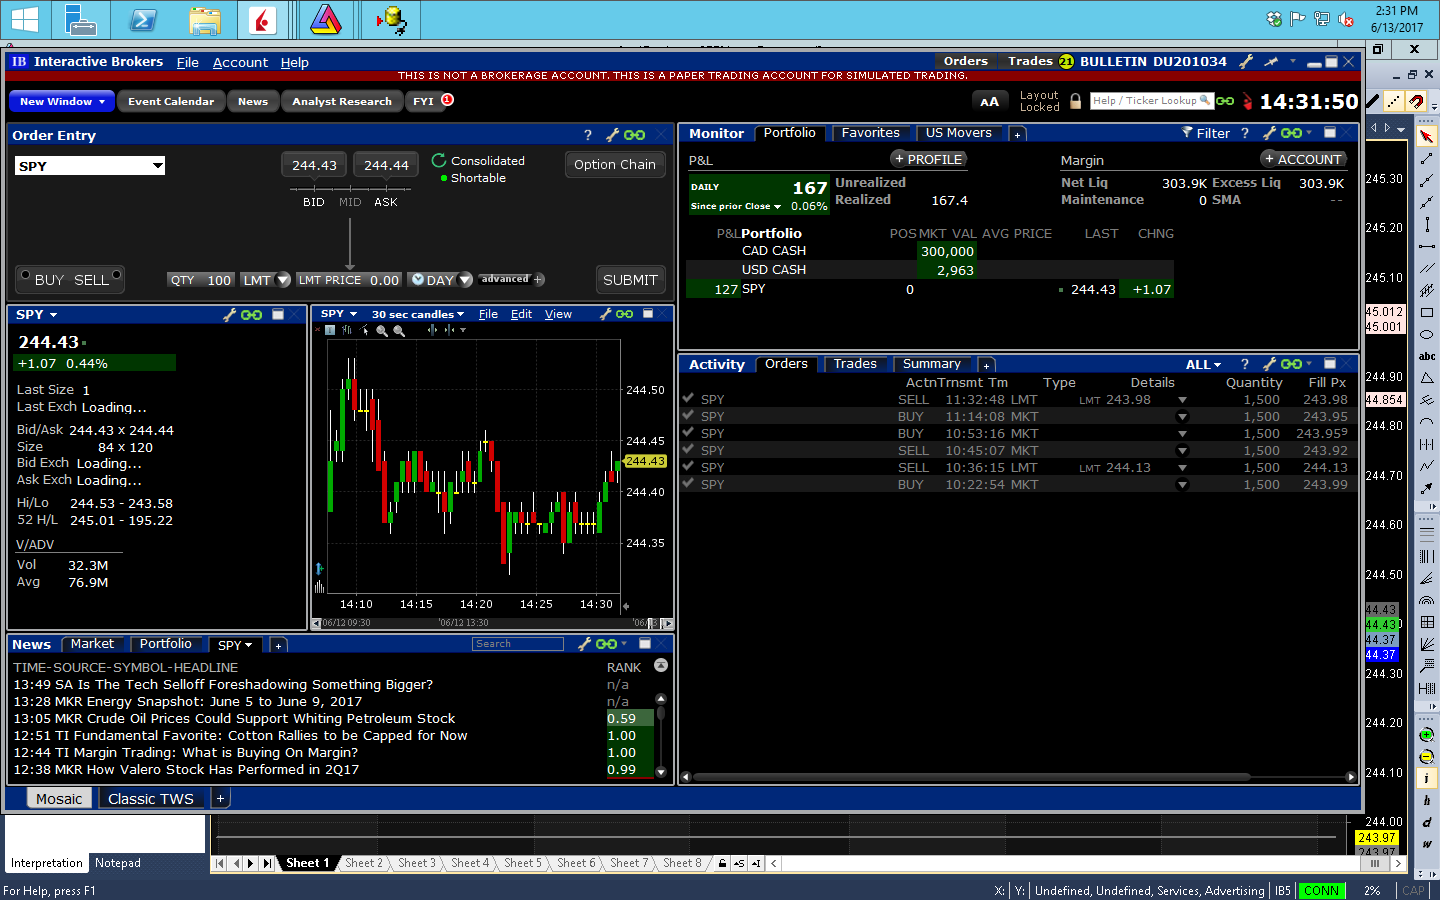 2:31 PM
6/13/2017
IB Interactive Brokers File Account Help Orders Trades 21 BULLETIN DU201034
THIS IS NOT A BROKERAGE ACCOUNT. THIS IS A PAPER TRADING ACCOUNT FOR SIMULATED TRADING.
New Window Event Calendar News Analyst Research FYI 1 AA Layout Locked Help / Ticker Lookup 14:31:50
Order Entry ?
SPY 244.43 244.44 Consolidated Option Chain
Shortable
BID MID ASK
BUY SELL QTY 100 LMT LMT PRICE 0.00 DAY advanced + SUBMIT
Monitor Portfolio Favorites US Movers + Filter ?
P&L + PROFILE Margin + ACCOUNT
DAILY 167 Unrealized Net Liq 303.9K Excess Liq 303.9K
Since prior Close 0.06% Realized 167.4 Maintenance 0 SMA --
P&L Portfolio POS MKT VAL AVG PRICE LAST CHNG
CAD CASH 300,000
USD CASH 2,963
127 SPY 0 244.43 +1.07
SPY
244.43
+1.07 0.44%
Last Size 1
Last Exch Loading...
Bid/Ask 244.43 x 244.44
Size 84 x 120
Bid Exch Loading...
Ask Exch Loading...
Hi/Lo 244.53 - 243.58
52 H/L 245.01 - 195.22
V/ADV
Vol 32.3M
Avg 76.9M
SPY 30 sec candles File Edit View
244.50
244.45
244.43
244.40
244.35
14:10 14:15 14:20 14:25 14:30
'06/12 09:30 '06/12 13:30
Activity Orders Trades Summary + ALL ?
Actn Trnsmt Tm Type Details Quantity Fill Px
SPY SELL 11:32:48 LMT LMT 243.98 1,500 243.98
SPY BUY 11:14:08 MKT 1,500 243.95
SPY BUY 10:53:16 MKT 1,500 243.95⁹
SPY SELL 10:45:07 MKT 1,500 243.92
SPY SELL 10:36:15 LMT LMT 244.13 1,500 244.13
SPY BUY 10:22:54 MKT 1,500 243.99
News Market Portfolio SPY + Search
TIME-SOURCE-SYMBOL-HEADLINE RANK
13:49 SA Is The Tech Selloff Foreshadowing Something Bigger? n/a
13:28 MKR Energy Snapshot: June 5 to June 9, 2017 n/a
13:05 MKR Crude Oil Prices Could Support Whiting Petroleum Stock 0.59
12:51 TI Fundamental Favorite: Cotton Rallies to be Capped for Now 1.00
12:44 TI Margin Trading: What is Buying On Margin? 1.00
12:38 MKR How Valero Stock Has Performed in 2Q17 0.99
Mosaic Classic TWS +
245.30
245.20
245.10
45.012
45.001
244.90
44.854
244.80
244.70
244.60
244.50
44.43
44.43
44.37
44.37
244.30
244.20
244.10
244.00
243.97
243.97
abc
i
h
d
w
Interpretation Notepad
Sheet 1 Sheet 2 Sheet 3 Sheet 4 Sheet 5 Sheet 6 Sheet 7 Sheet 8
For Help, press F1 X: Y: Undefined, Undefined, Services, Advertising IB5 CONN 2% CAP